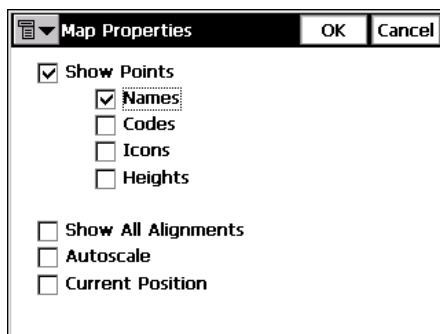 Map Properties OK Cancel
Show Points
Names
Codes
Icons
Heights
Show All Alignments
Autoscale
Current Position